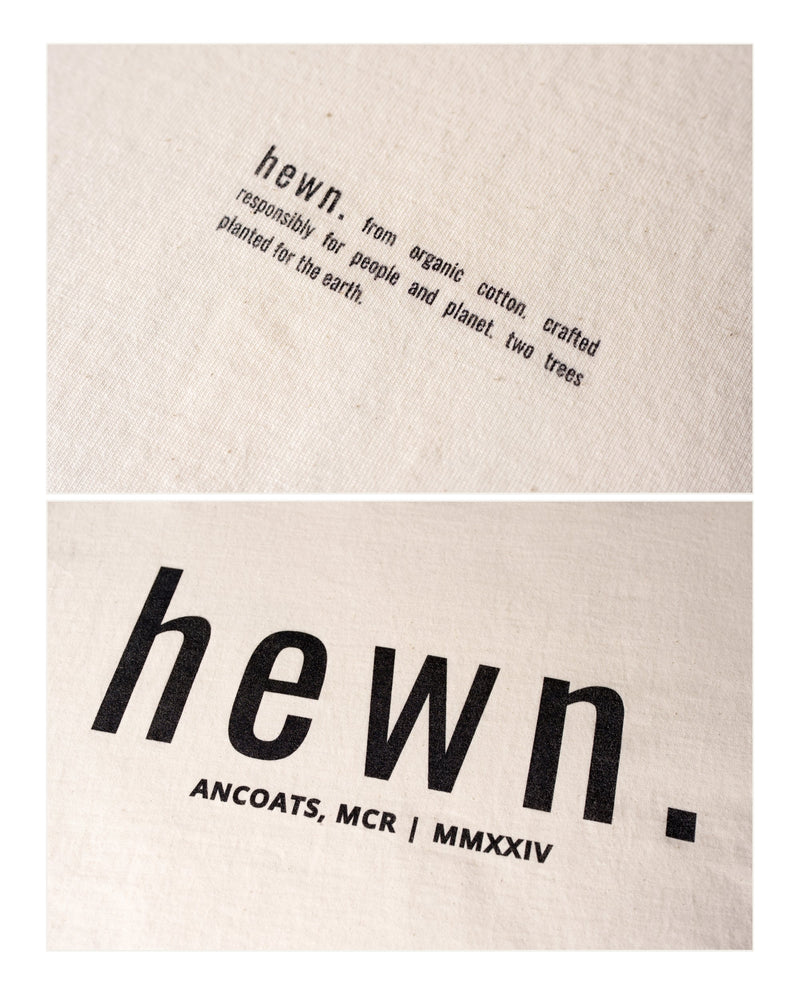 hewn. from organic cotton. crafted
responsibly for people and planet. two trees
planted for the earth.
hewn.
ANCOATS, MCR | MMXXIV